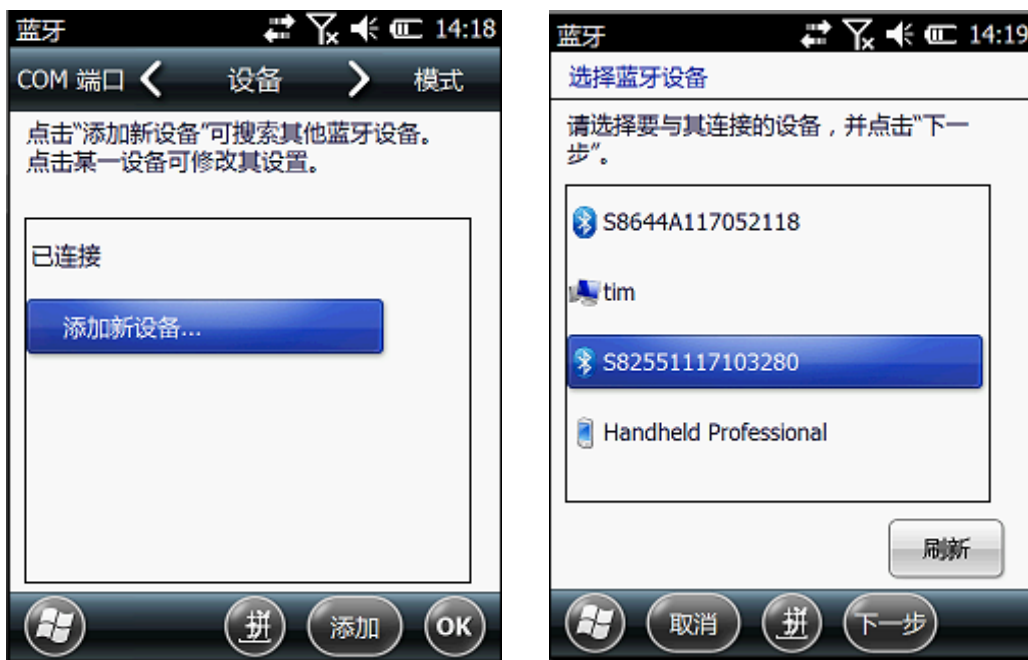 蓝牙 14:18
COM 端口 设备 模式
点击"添加新设备"可搜索其他蓝牙设备。
点击某一设备可修改其设置。
已连接
添加新设备...
拼 添加 OK
蓝牙 14:19
选择蓝牙设备
请选择要与其连接的设备，并点击"下一
步"。
S8644A117052118
tim
S82551117103280
Handheld Professional
刷新
取消 拼 下一步